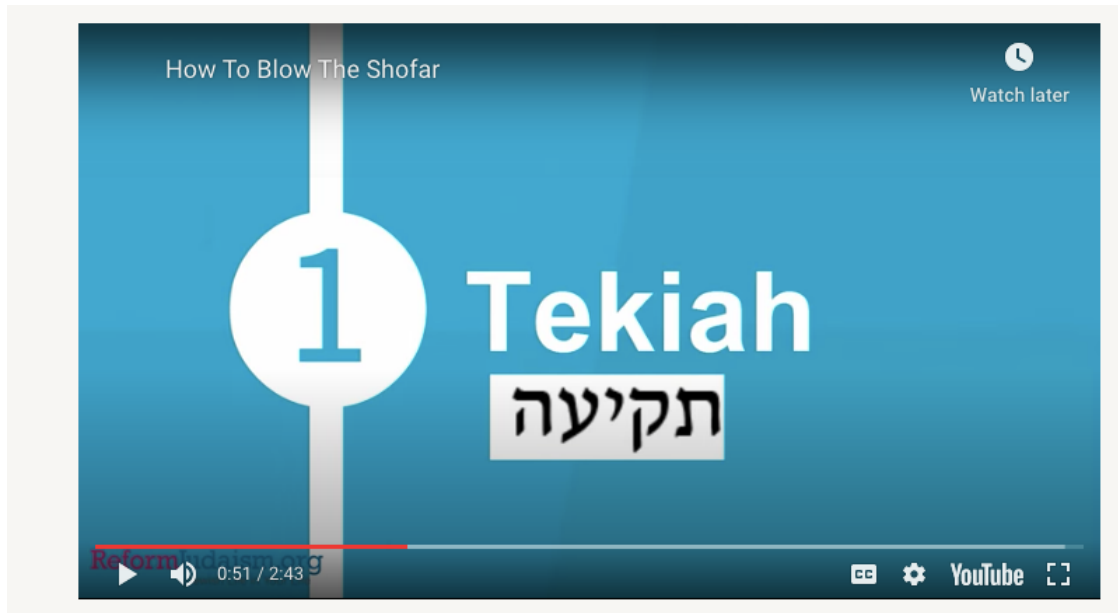 How To Blow The Shofar
Watch later
1
Tekiah
תקיעה
ReformJudaism.org
0:51 / 2:43
CC
YouTube